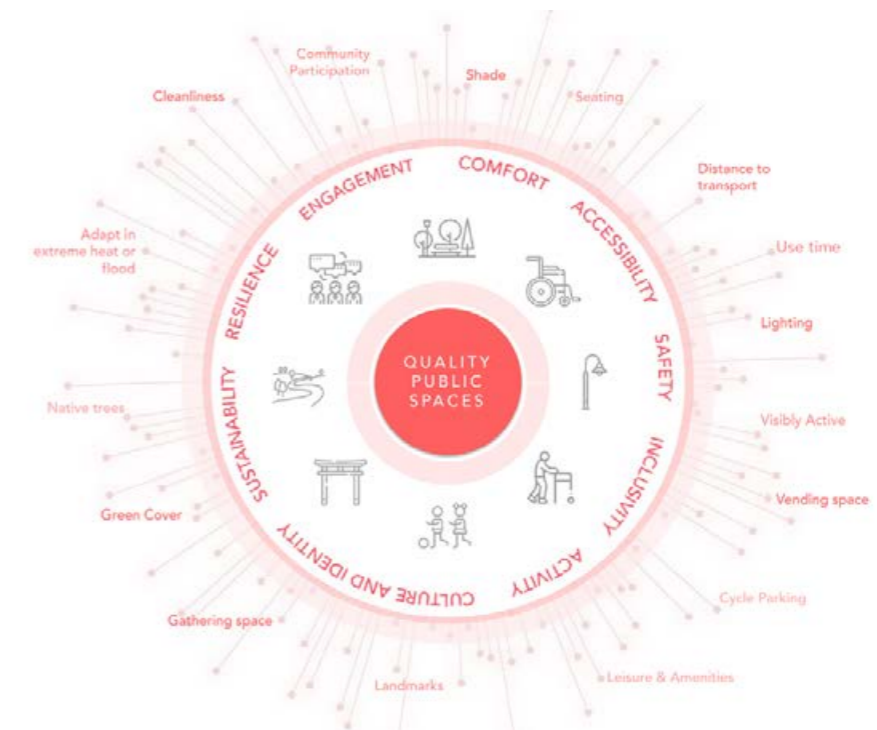 Community
Participation
Shade
Cleanliness
Seating
ENGAGEMENT
COMFORT
Distance to
transport
ACCESSIBILITY
Adapt in
extreme heat or
flood
Use time
RESILIENCE
Lighting
SAFETY
QUALITY
PUBLIC
SPACES
Native trees
SUSTAINABILITY
Visibly Active
INCLUSIVITY
Vending space
Green Cover
CULTURE AND IDENTITY
ACTIVITY
Cycle Parking
Gathering space
Landmarks
Leisure & Amenities